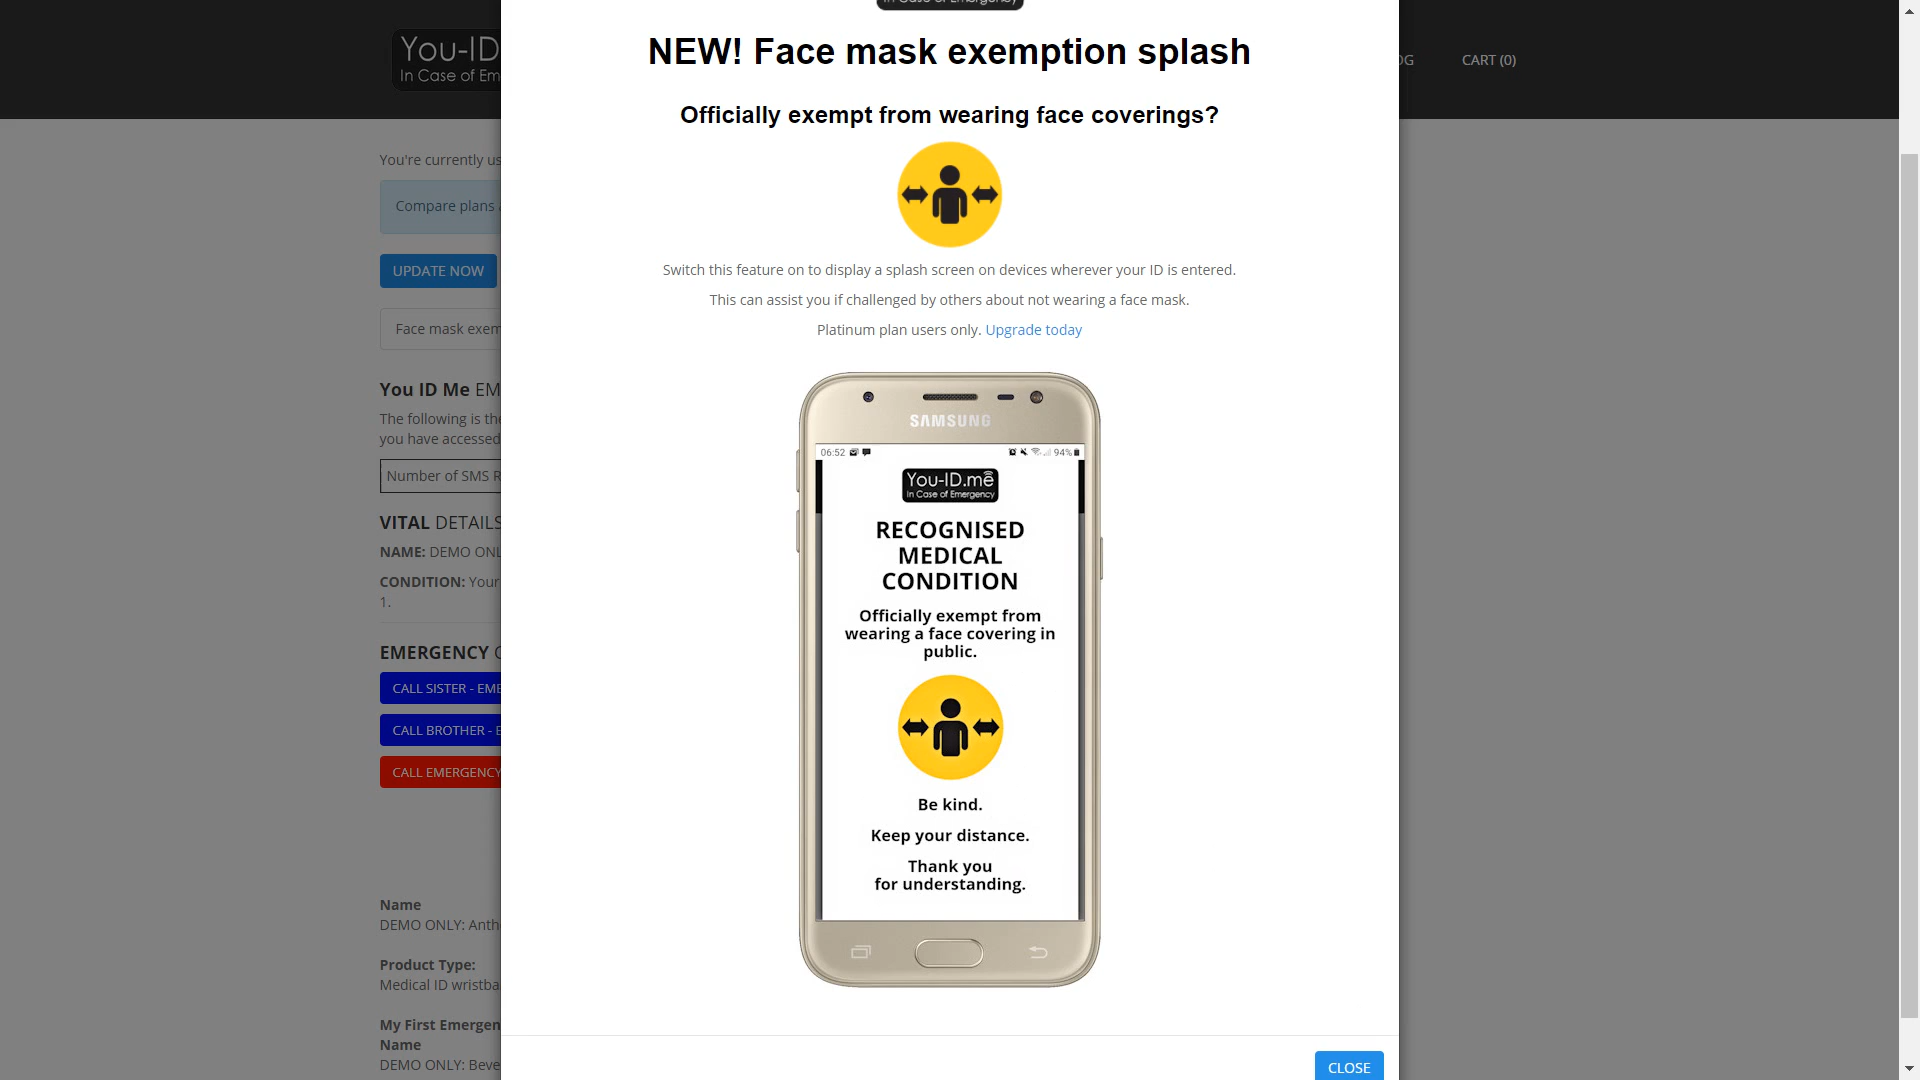 In Case of Emergency
You-ID
In Case of Eme
OG
CART (0)
NEW! Face mask exemption splash
Officially exempt from wearing face coverings?
Switch this feature on to display a splash screen on devices wherever your ID is entered.
This can assist you if challenged by others about not wearing a face mask.
Platinum plan users only. Upgrade today
SAMSUNG
06:52
94%
You-ID.me
In Case of Emergency
RECOGNISED
MEDICAL
CONDITION
Officially exempt from
wearing a face covering in
public.
Be kind.
Keep your distance.
Thank you
for understanding.
CLOSE
You're currently us
Compare plans a
UPDATE NOW
Face mask exem
You ID Me EM
The following is the
you have accessed
Number of SMS R
VITAL DETAILS
NAME: DEMO ONL
CONDITION: Your
1.
EMERGENCY C
CALL SISTER - EME
CALL BROTHER - E
CALL EMERGENCY
Name
DEMO ONLY: Anth
Product Type:
Medical ID wristba
My First Emergen
Name
DEMO ONLY: Beve